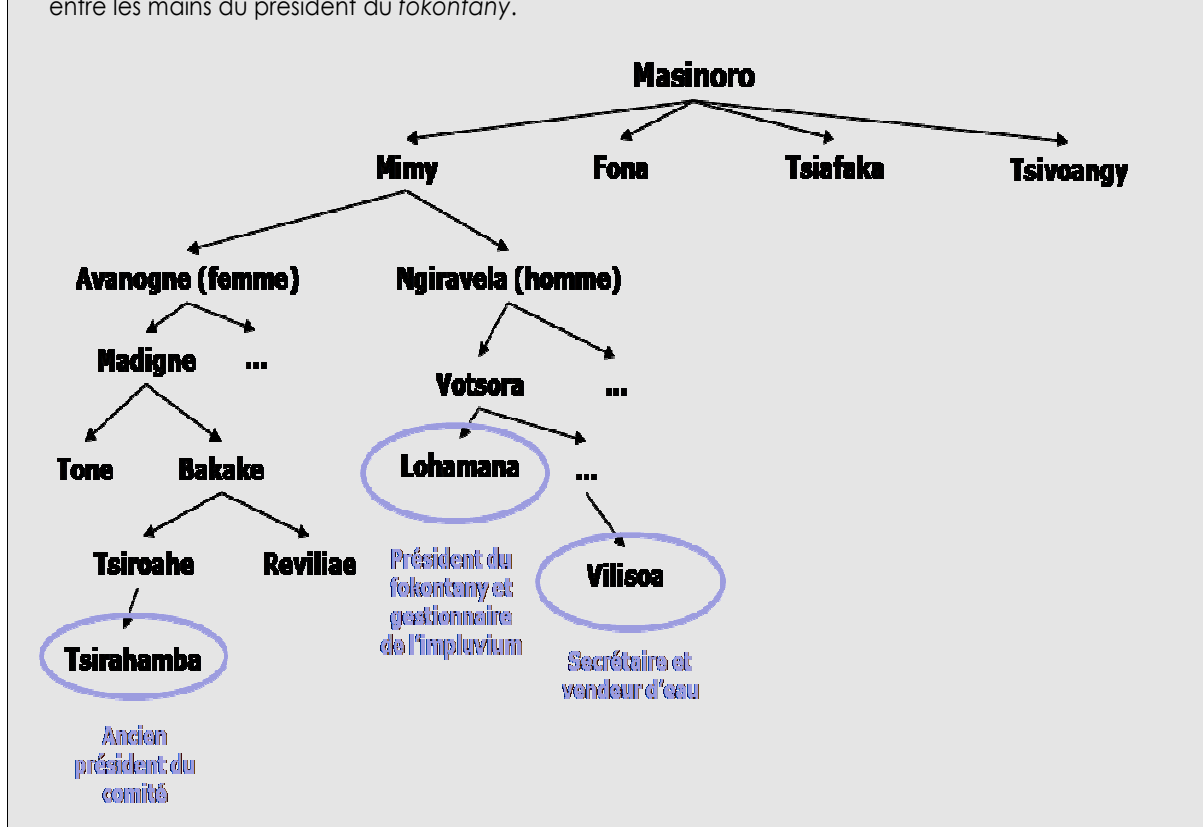 entre les mains du président du fokontany.
Masinoro
Mimy Fona Tsiafaka Tsivoangy
Avanogne (femme) Ngiravela (homme)
Madigne ...
Votsora ...
Tone Bakake Lohamana ...
Tsiroahe Reviliae
Président du
fokontany et
gestionnaire
de l'impluvium
Vilisoa
Secrétaire et
vendeur d'eau
Tsirahamba
Ancien
président du
comité